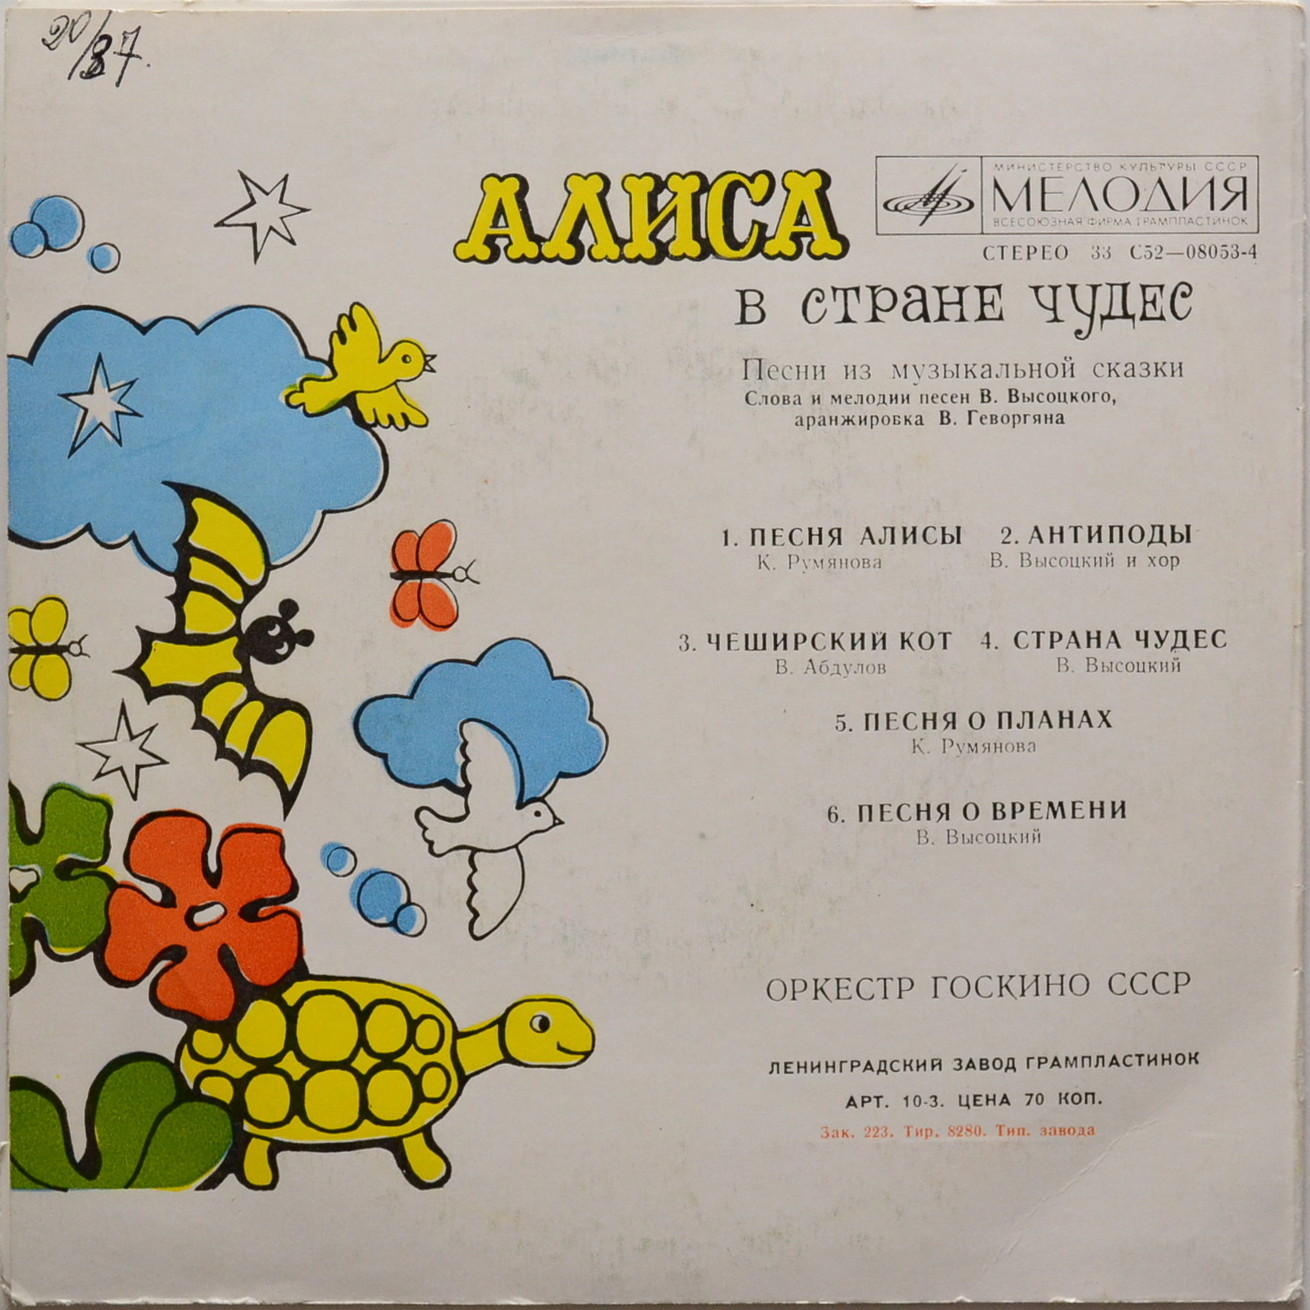 20/87.
АЛИСА
МИНИСТЕРСТВО КУЛЬТУРЫ СССР
МЕЛОДИЯ
ВСЕСОЮЗНАЯ ФИРМА ГРАМПЛАСТИНОК
СТЕРЕО 33 С52—08053-4
В СТРАНЕ ЧУДЕС
Песни из музыкальной сказки
Слова и мелодии песен В. Высоцкого,
аранжировка В. Геворгяна
1. ПЕСНЯ АЛИСЫ 2. АНТИПОДЫ
К. Румянова В. Высоцкий и хор
3. ЧЕШИРСКИЙ КОТ 4. СТРАНА ЧУДЕС
В. Абдулов В. Высоцкий
5. ПЕСНЯ О ПЛАНАХ
К. Румянова
6. ПЕСНЯ О ВРЕМЕНИ
В. Высоцкий
ОРКЕСТР ГОСКИНО СССР
ЛЕНИНГРАДСКИЙ ЗАВОД ГРАМПЛАСТИНОК
АРТ. 10-3. ЦЕНА 70 КОП.
Зак. 223. Тир. 8280. Тип. завода